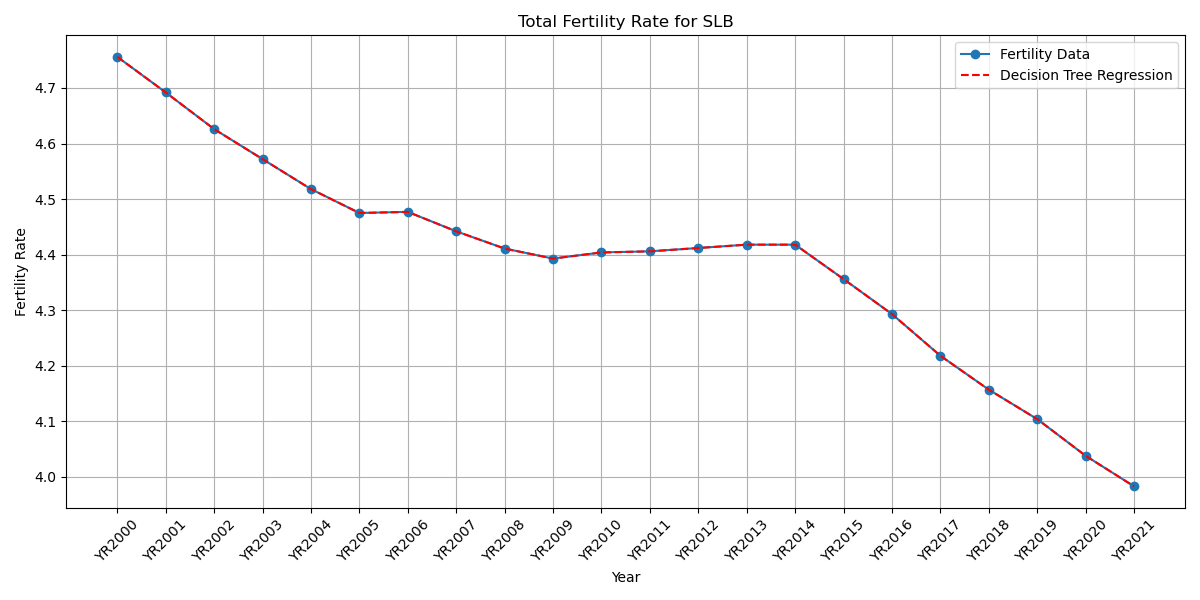 Total Fertility Rate for SLB
Fertility Data
Decision Tree Regression
Fertility Rate
4.7
4.6
4.5
4.4
4.3
4.2
4.1
4.0
YR2000
YR2001
YR2002
YR2003
YR2004
YR2005
YR2006
YR2007
YR2008
YR2009
YR2010
YR2011
YR2012
YR2013
YR2014
YR2015
YR2016
YR2017
YR2018
YR2019
YR2020
YR2021
Year